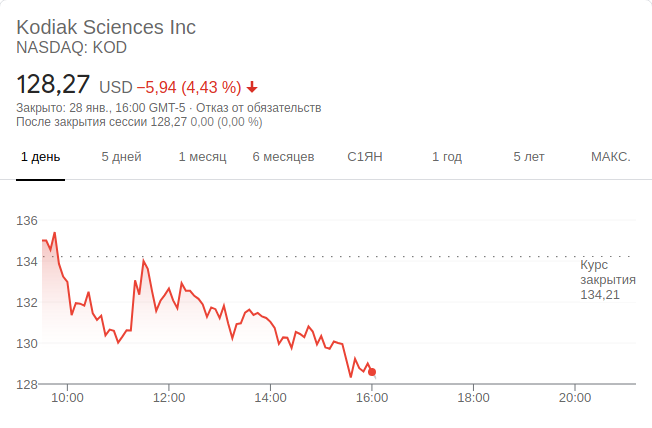 Kodiak Sciences Inc
NASDAQ: KOD
128,27 USD −5,94 (4,43 %)
Закрыто: 28 янв., 16:00 GMT-5 · Отказ от обязательств
После закрытия сессии 128,27 0,00 (0,00 %)
1 день 5 дней 1 месяц 6 месяцев С1ЯН 1 год 5 лет МАКС.
136
134
Курс
закрытия
134,21
132
130
128
10:00 12:00 14:00 16:00 18:00 20:00